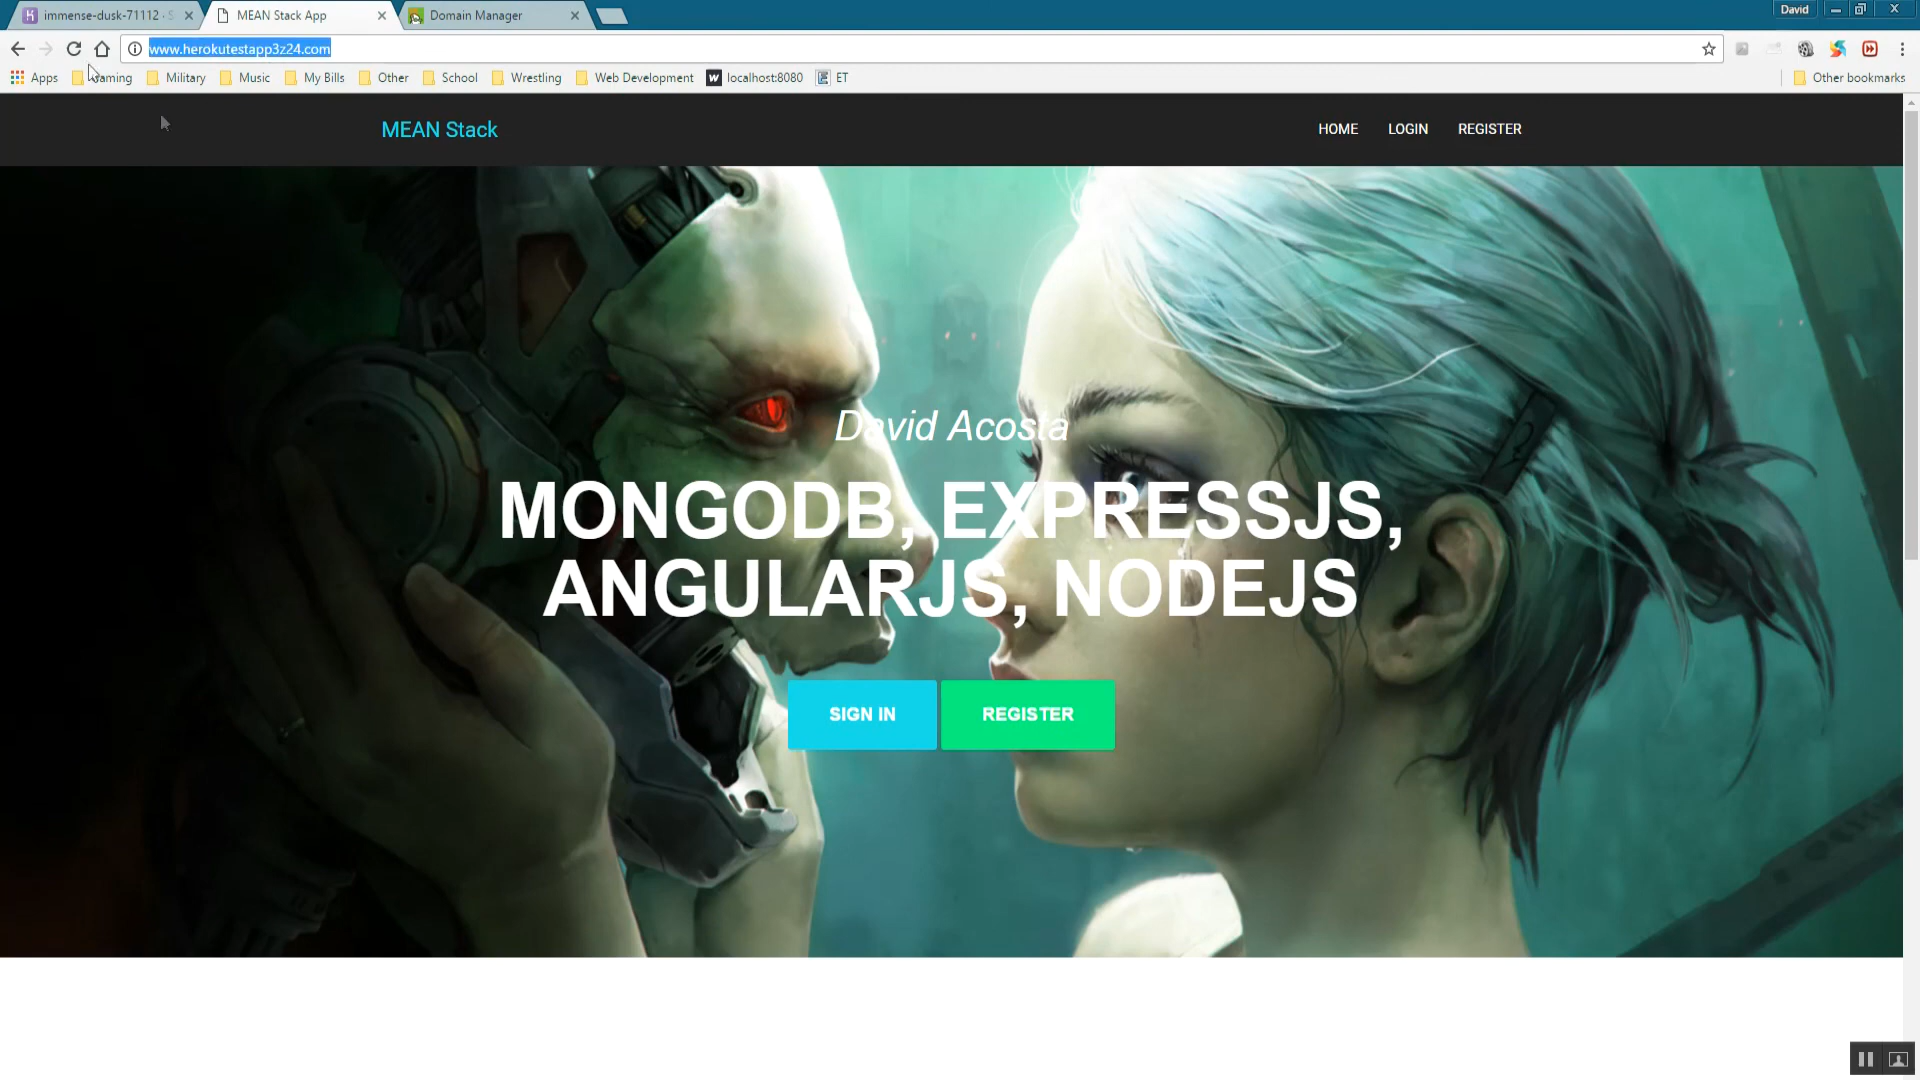 immense-dusk-71112 · S
MEAN Stack App
Domain Manager
David
www.herokutestapp3z24.com
Apps
Gaming
Military
Music
My Bills
Other
School
Wrestling
Web Development
localhost:8080
ET
Other bookmarks
MEAN Stack
HOME
LOGIN
REGISTER
David Acosta
MONGODB, EXPRESSJS,
ANGULARJS, NODEJS
SIGN IN
REGISTER